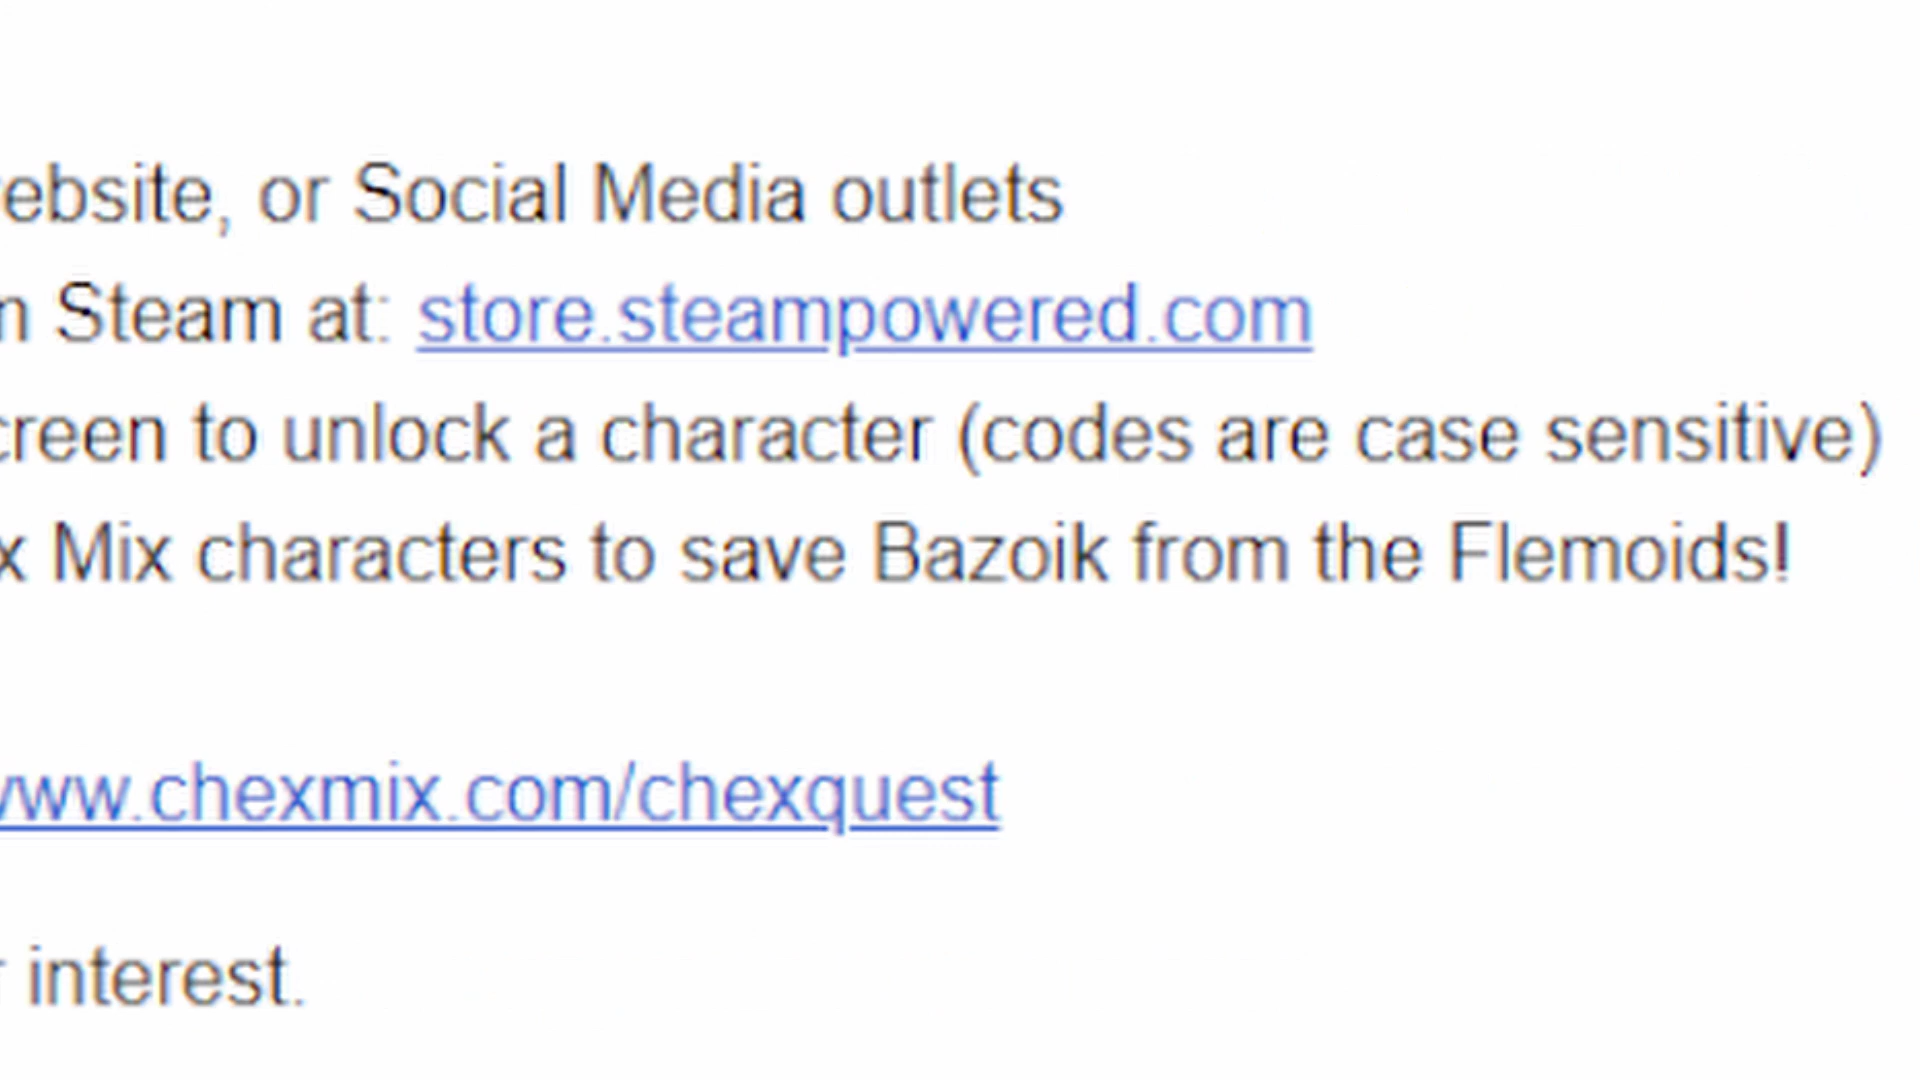 ebsite, or Social Media outlets
n Steam at: store.steampowered.com
creen to unlock a character (codes are case sensitive)
x Mix characters to save Bazoik from the Flemoids!
www.chexmix.com/chexquest
r interest.